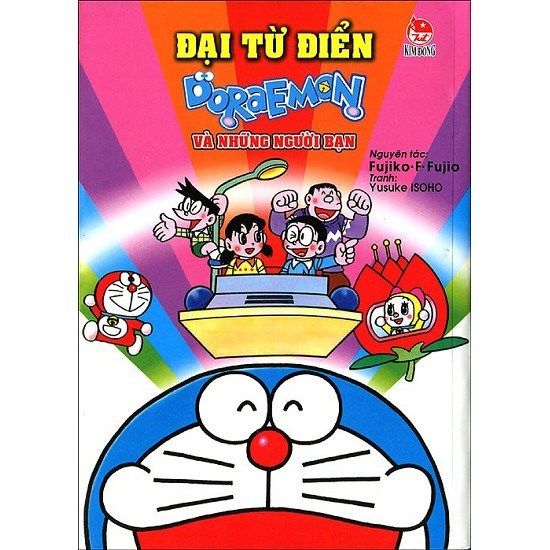 ĐẠI TỪ ĐIỂN
DORAEMON
VÀ NHỮNG NGƯỜI BẠN
KIM ĐỒNG
Nguyên tác:
Fujiko·F·Fujio
Tranh:
Yusuke ISOHO